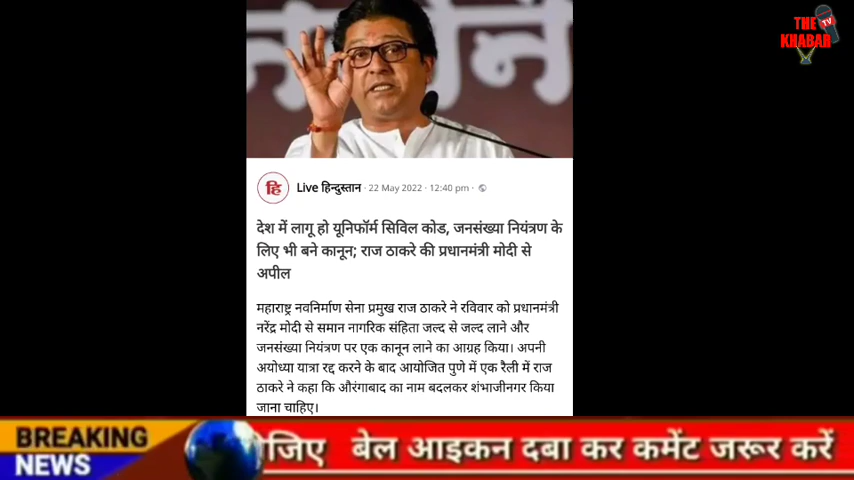 THE
KHABAR
TV
Live हिन्दुस्तान · 22 May 2022 · 12:40 pm ·
देश में लागू हो यूनिफॉर्म सिविल कोड, जनसंख्या नियंत्रण के
लिए भी बने कानून; राज ठाकरे की प्रधानमंत्री मोदी से
अपील
महाराष्ट्र नवनिर्माण सेना प्रमुख राज ठाकरे ने रविवार को प्रधानमंत्री
नरेंद्र मोदी से समान नागरिक संहिता जल्द से जल्द लाने और
जनसंख्या नियंत्रण पर एक कानून लाने का आग्रह किया। अपनी
अयोध्या यात्रा रद्द करने के बाद आयोजित पुणे में एक रैली में राज
ठाकरे ने कहा कि औरंगाबाद का नाम बदलकर शंभाजीनगर किया
जाना चाहिए।
BREAKING
NEWS
जिए बेल आइकन दबा कर कमेंट जरूर करें